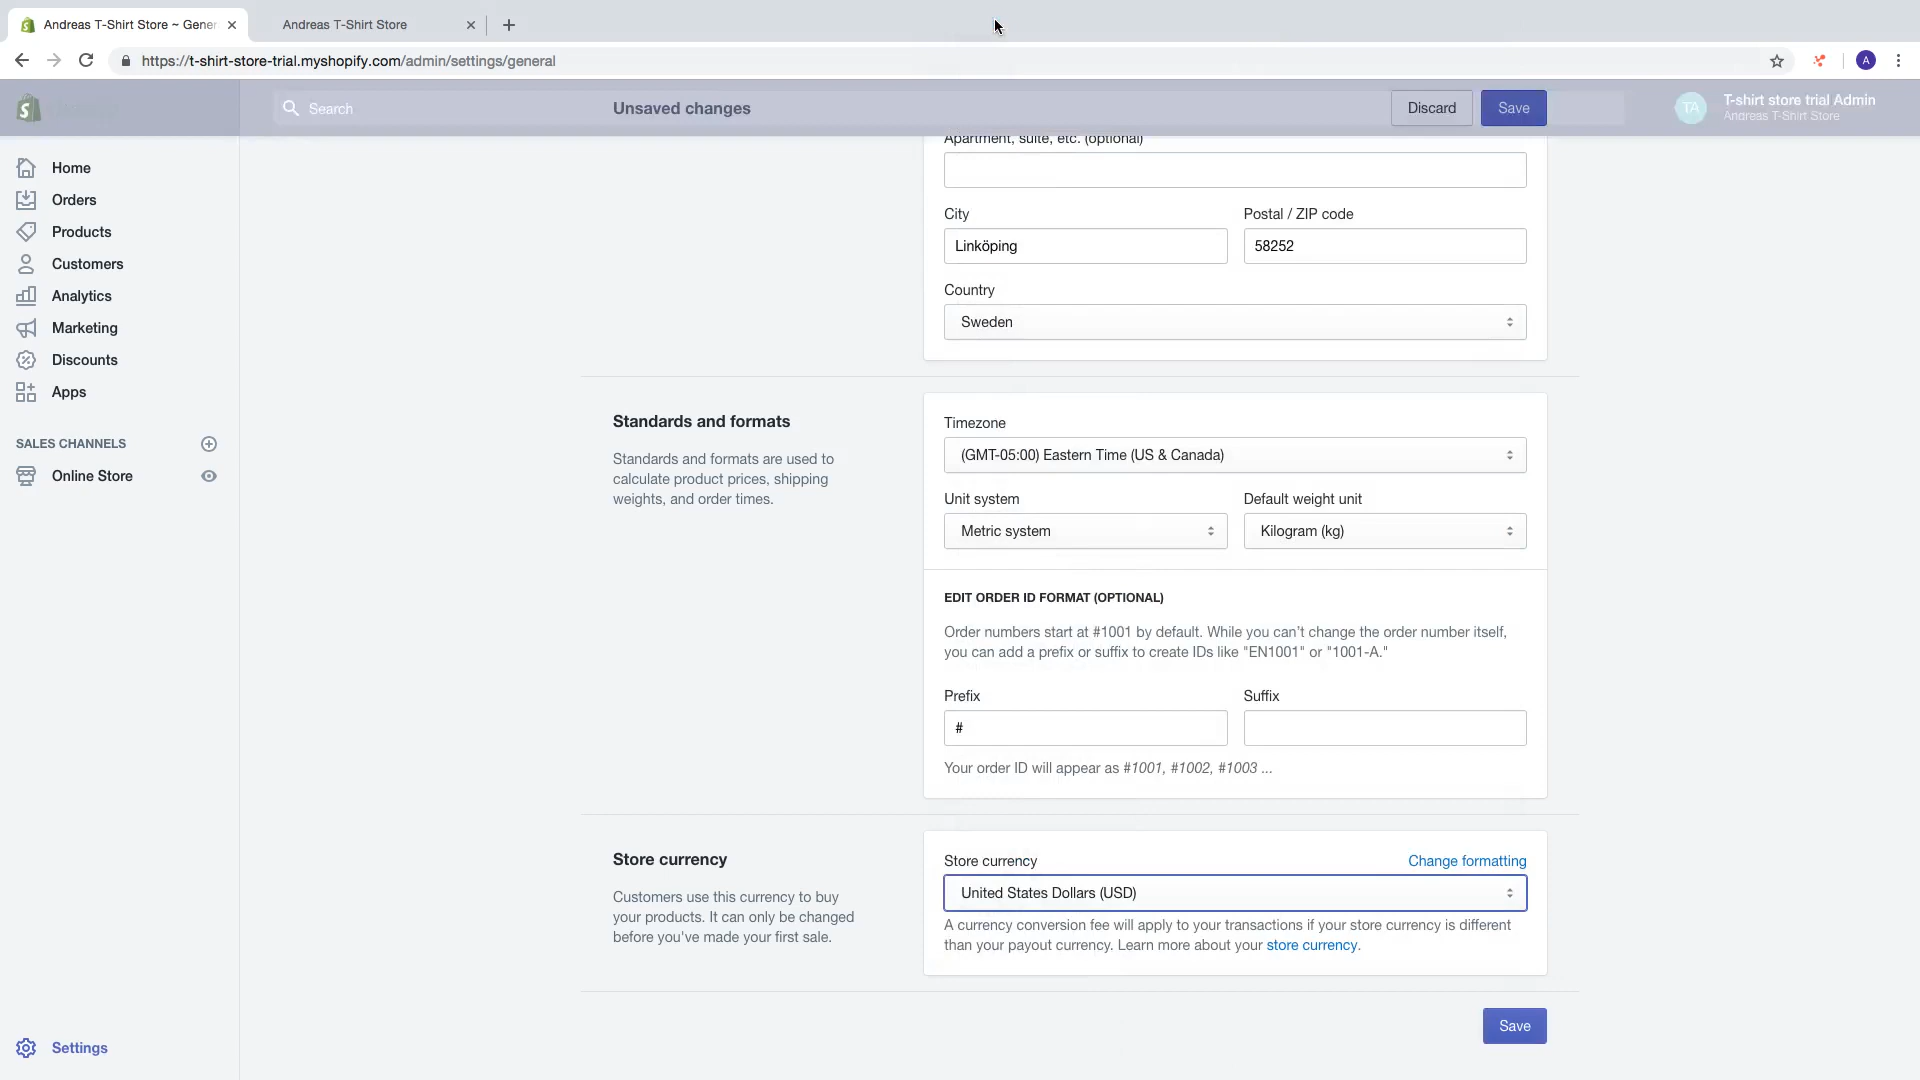 Andreas T-Shirt Store ~ Gener
Andreas T-Shirt Store
https://t-shirt-store-trial.myshopify.com/admin/settings/general
A
Search
Unsaved changes
Discard
Save
TA
T-shirt store trial Admin
Andreas T-Shirt Store
Home
Orders
Products
Customers
Analytics
Marketing
Discounts
Apps
SALES CHANNELS
Online Store
Settings
Apartment, suite, etc. (optional)
City
Postal / ZIP code
Linköping
58252
Country
Sweden
Standards and formats
Standards and formats are used to
calculate product prices, shipping
weights, and order times.
Timezone
(GMT-05:00) Eastern Time (US & Canada)
Unit system
Default weight unit
Metric system
Kilogram (kg)
EDIT ORDER ID FORMAT (OPTIONAL)
Order numbers start at #1001 by default. While you can’t change the order number itself,
you can add a prefix or suffix to create IDs like "EN1001" or "1001-A."
Prefix
Suffix
#
Your order ID will appear as #1001, #1002, #1003 ...
Store currency
Customers use this currency to buy
your products. It can only be changed
before you've made your first sale.
Store currency
Change formatting
United States Dollars (USD)
A currency conversion fee will apply to your transactions if your store currency is different
than your payout currency. Learn more about your store currency.
Save